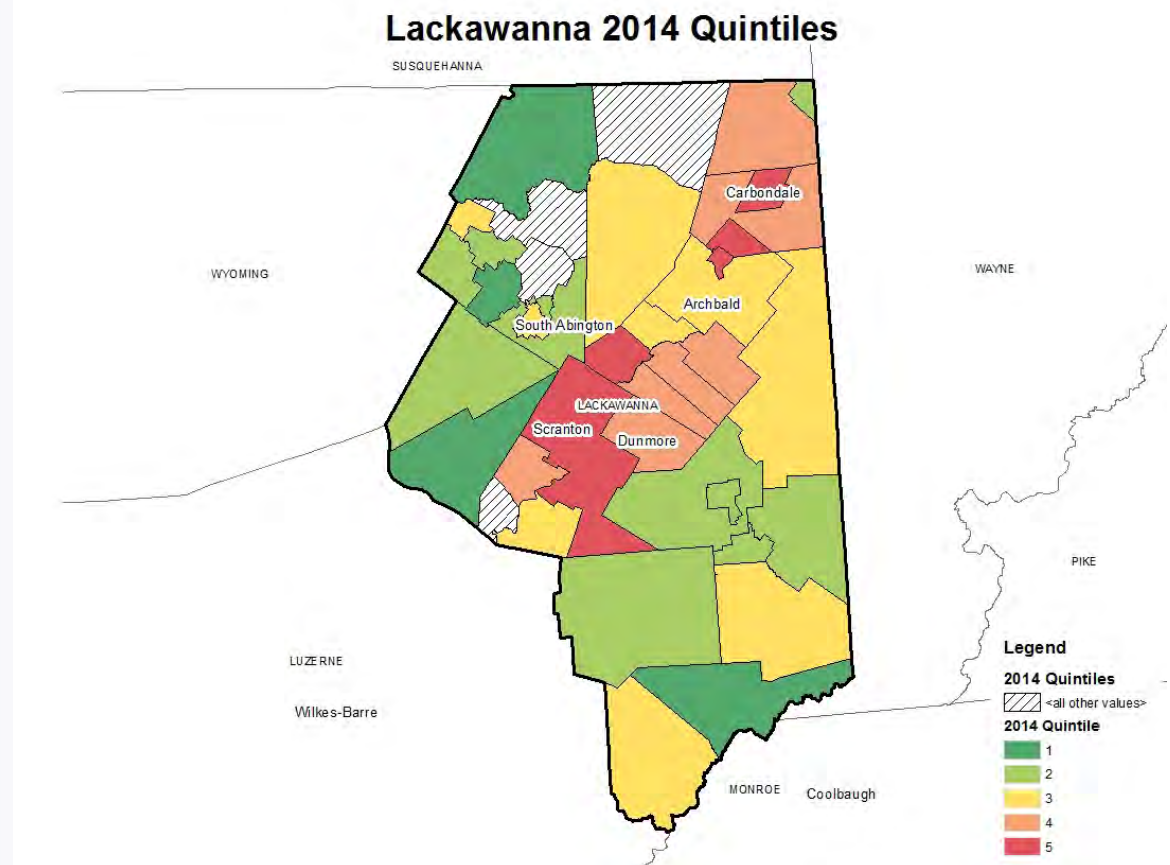 Lackawanna 2014 Quintiles
SUSQUEHANNA
Carbondale
WYOMING
WAYNE
Archbald
South Abington
LACKAWANNA
Scranton
Dunmore
PIKE
LUZERNE
Wilkes-Barre
MONROE
Coolbaugh
Legend
2014 Quintiles
<all other values>
2014 Quintile
1
2
3
4
5